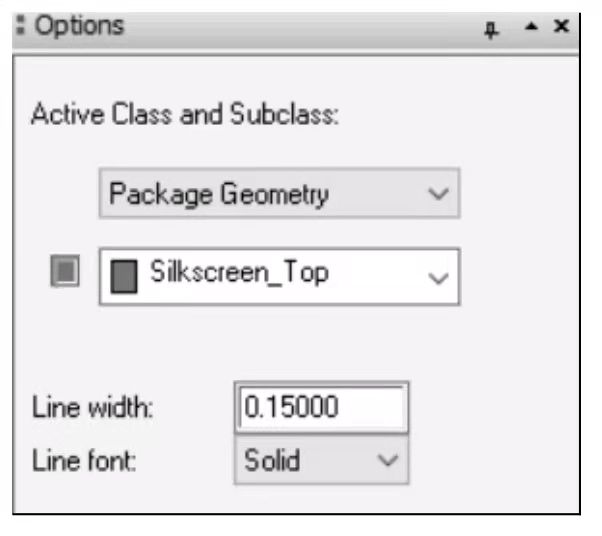 Options
Active Class and Subclass:
Package Geometry
Silkscreen_Top
Line width: 0.15000
Line font: Solid